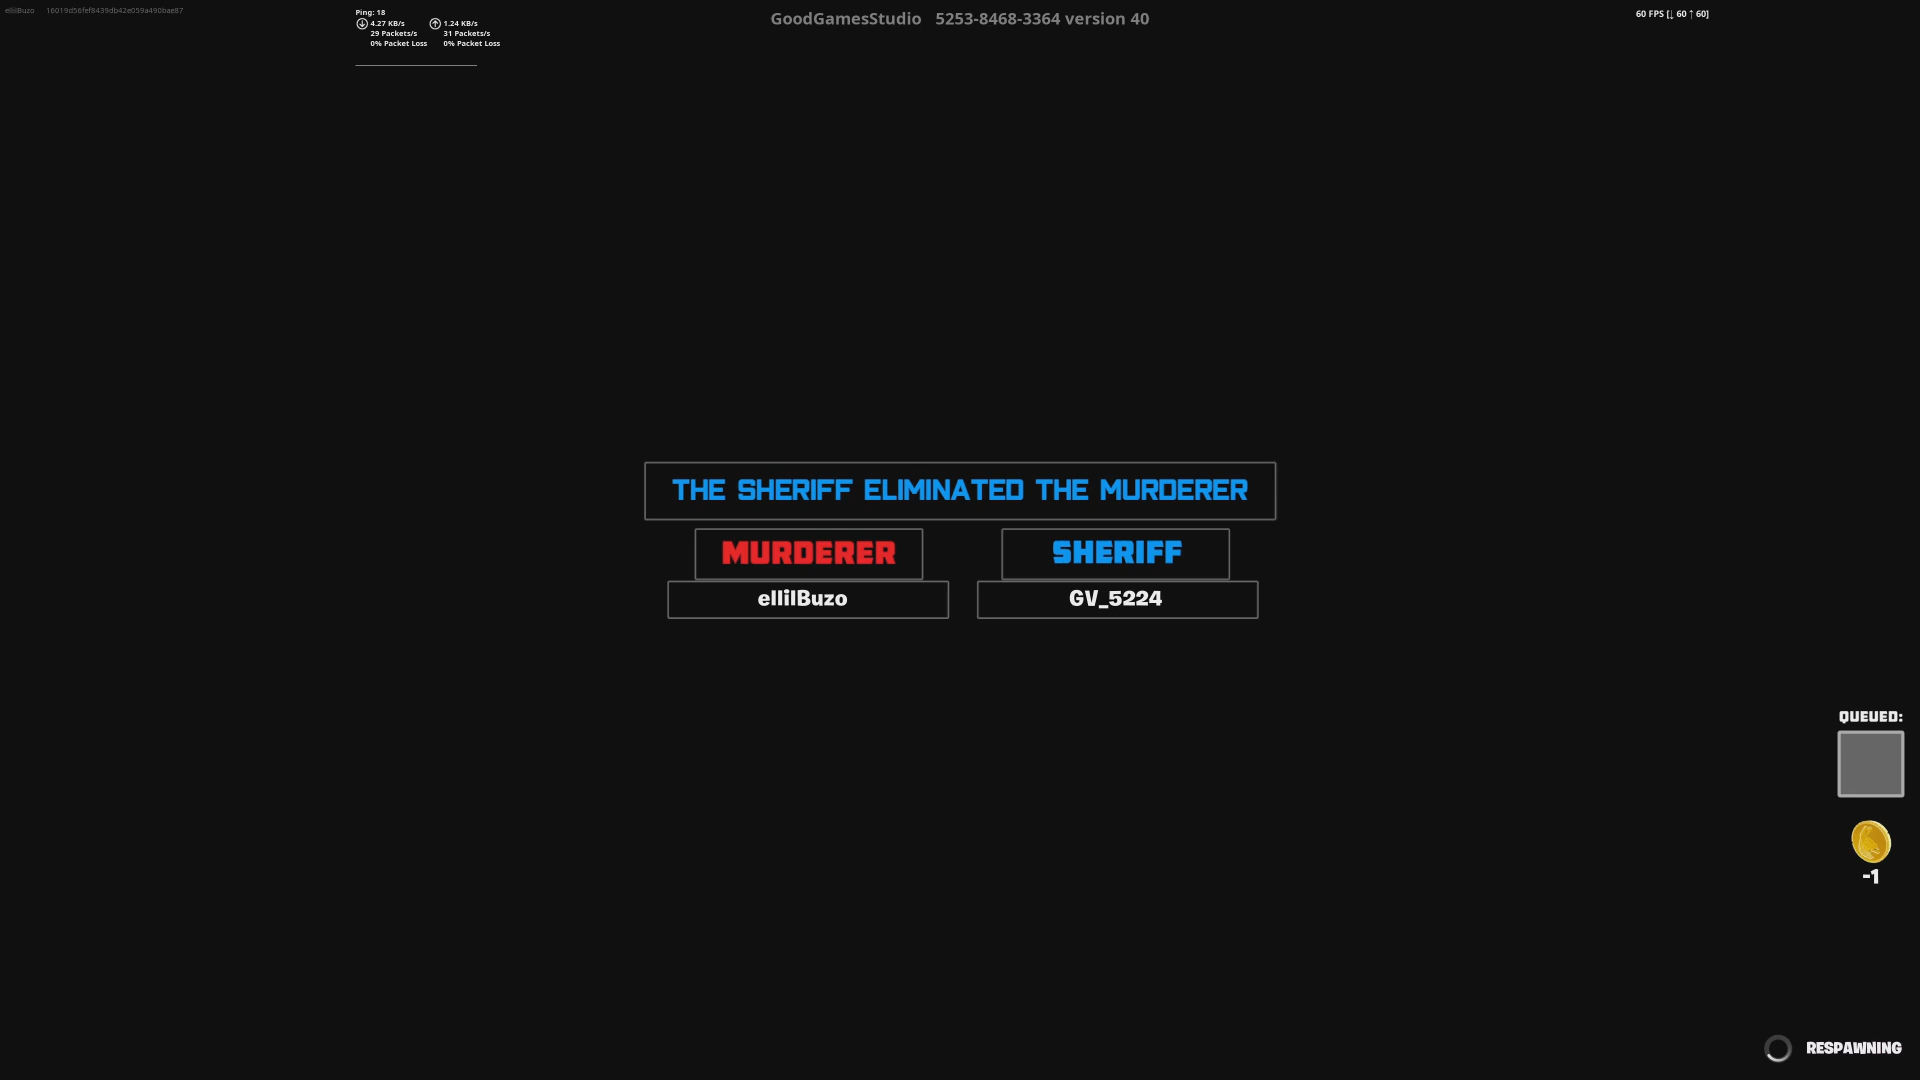 ellilBuzo 16019d56fef8439db42e059a490bae87
Ping: 18
4.27 KB/s 1.24 KB/s
29 Packets/s 31 Packets/s
0% Packet Loss 0% Packet Loss
GoodGamesStudio 5253-8468-3364 version 40
60 FPS [↓ 60 ↑ 60]
THE SHERIFF ELIMINATED THE MURDERER
MURDERER SHERIFF
ellilBuzo GV_5224
QUEUED:
-1
RESPAWNING